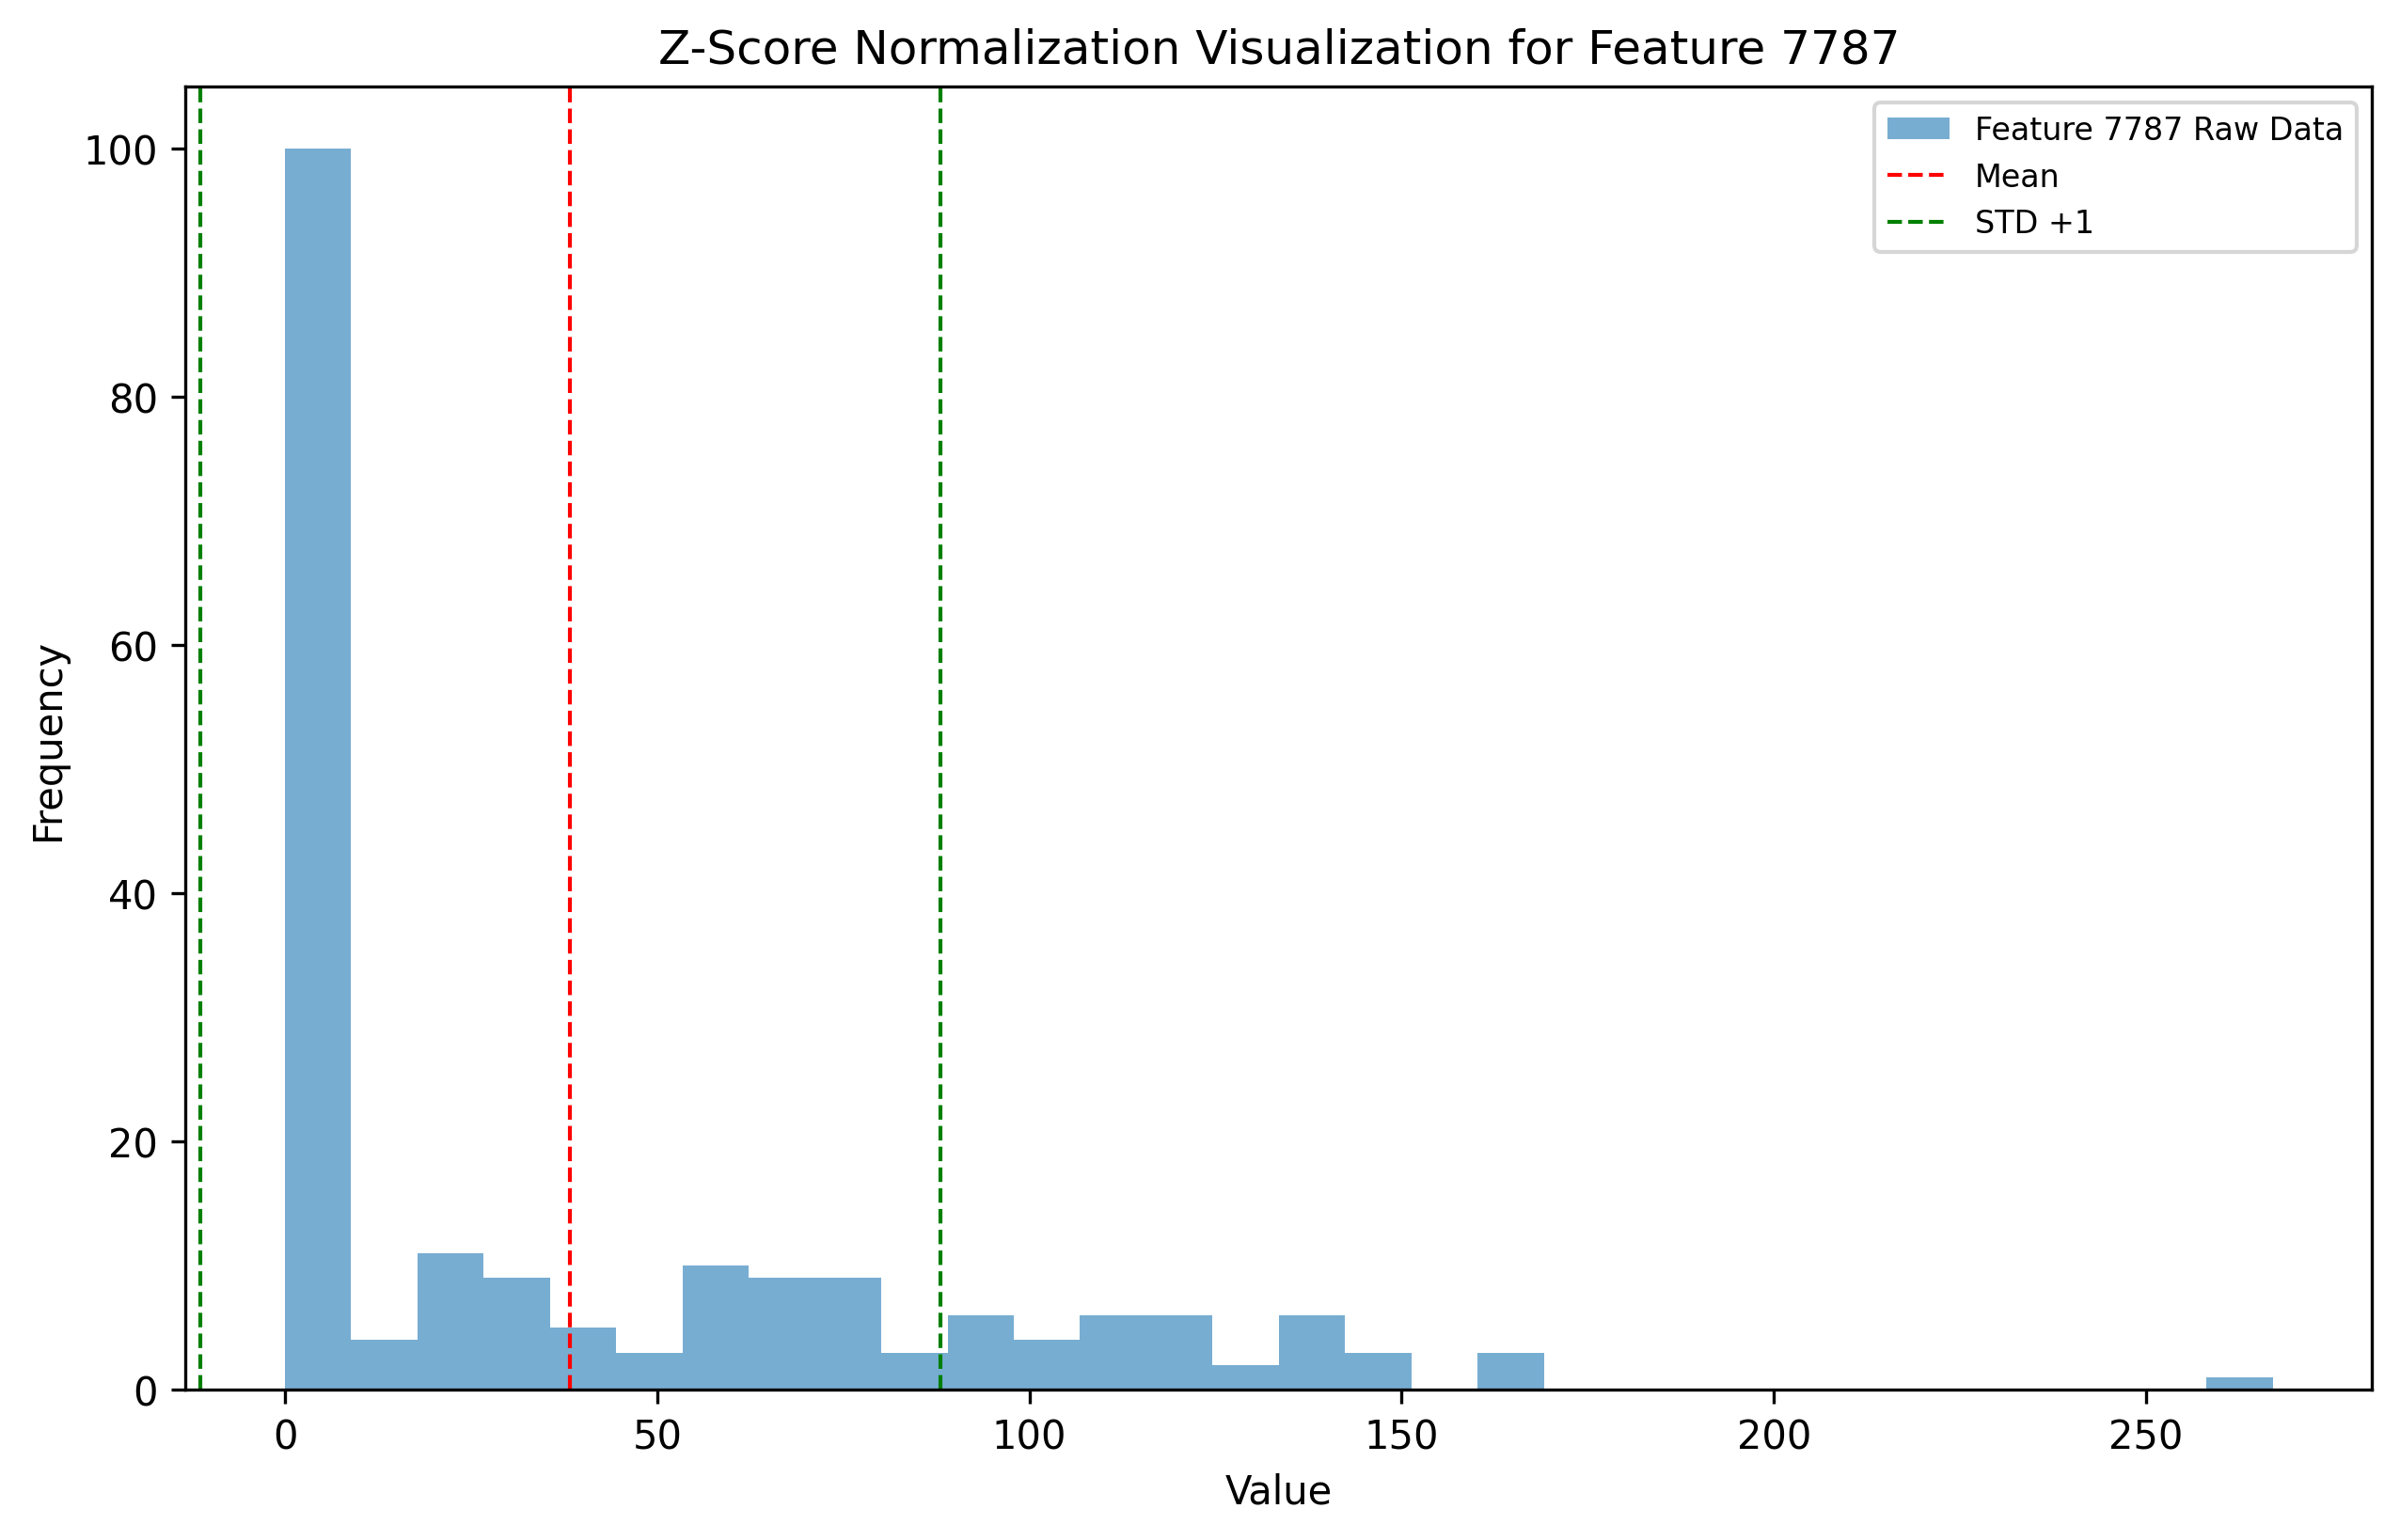 Z-Score Normalization Visualization for Feature 7787
Feature 7787 Raw Data
Mean
STD +1
100
80
60
40
20
0
Frequency
0 50 100 150 200 250
Value